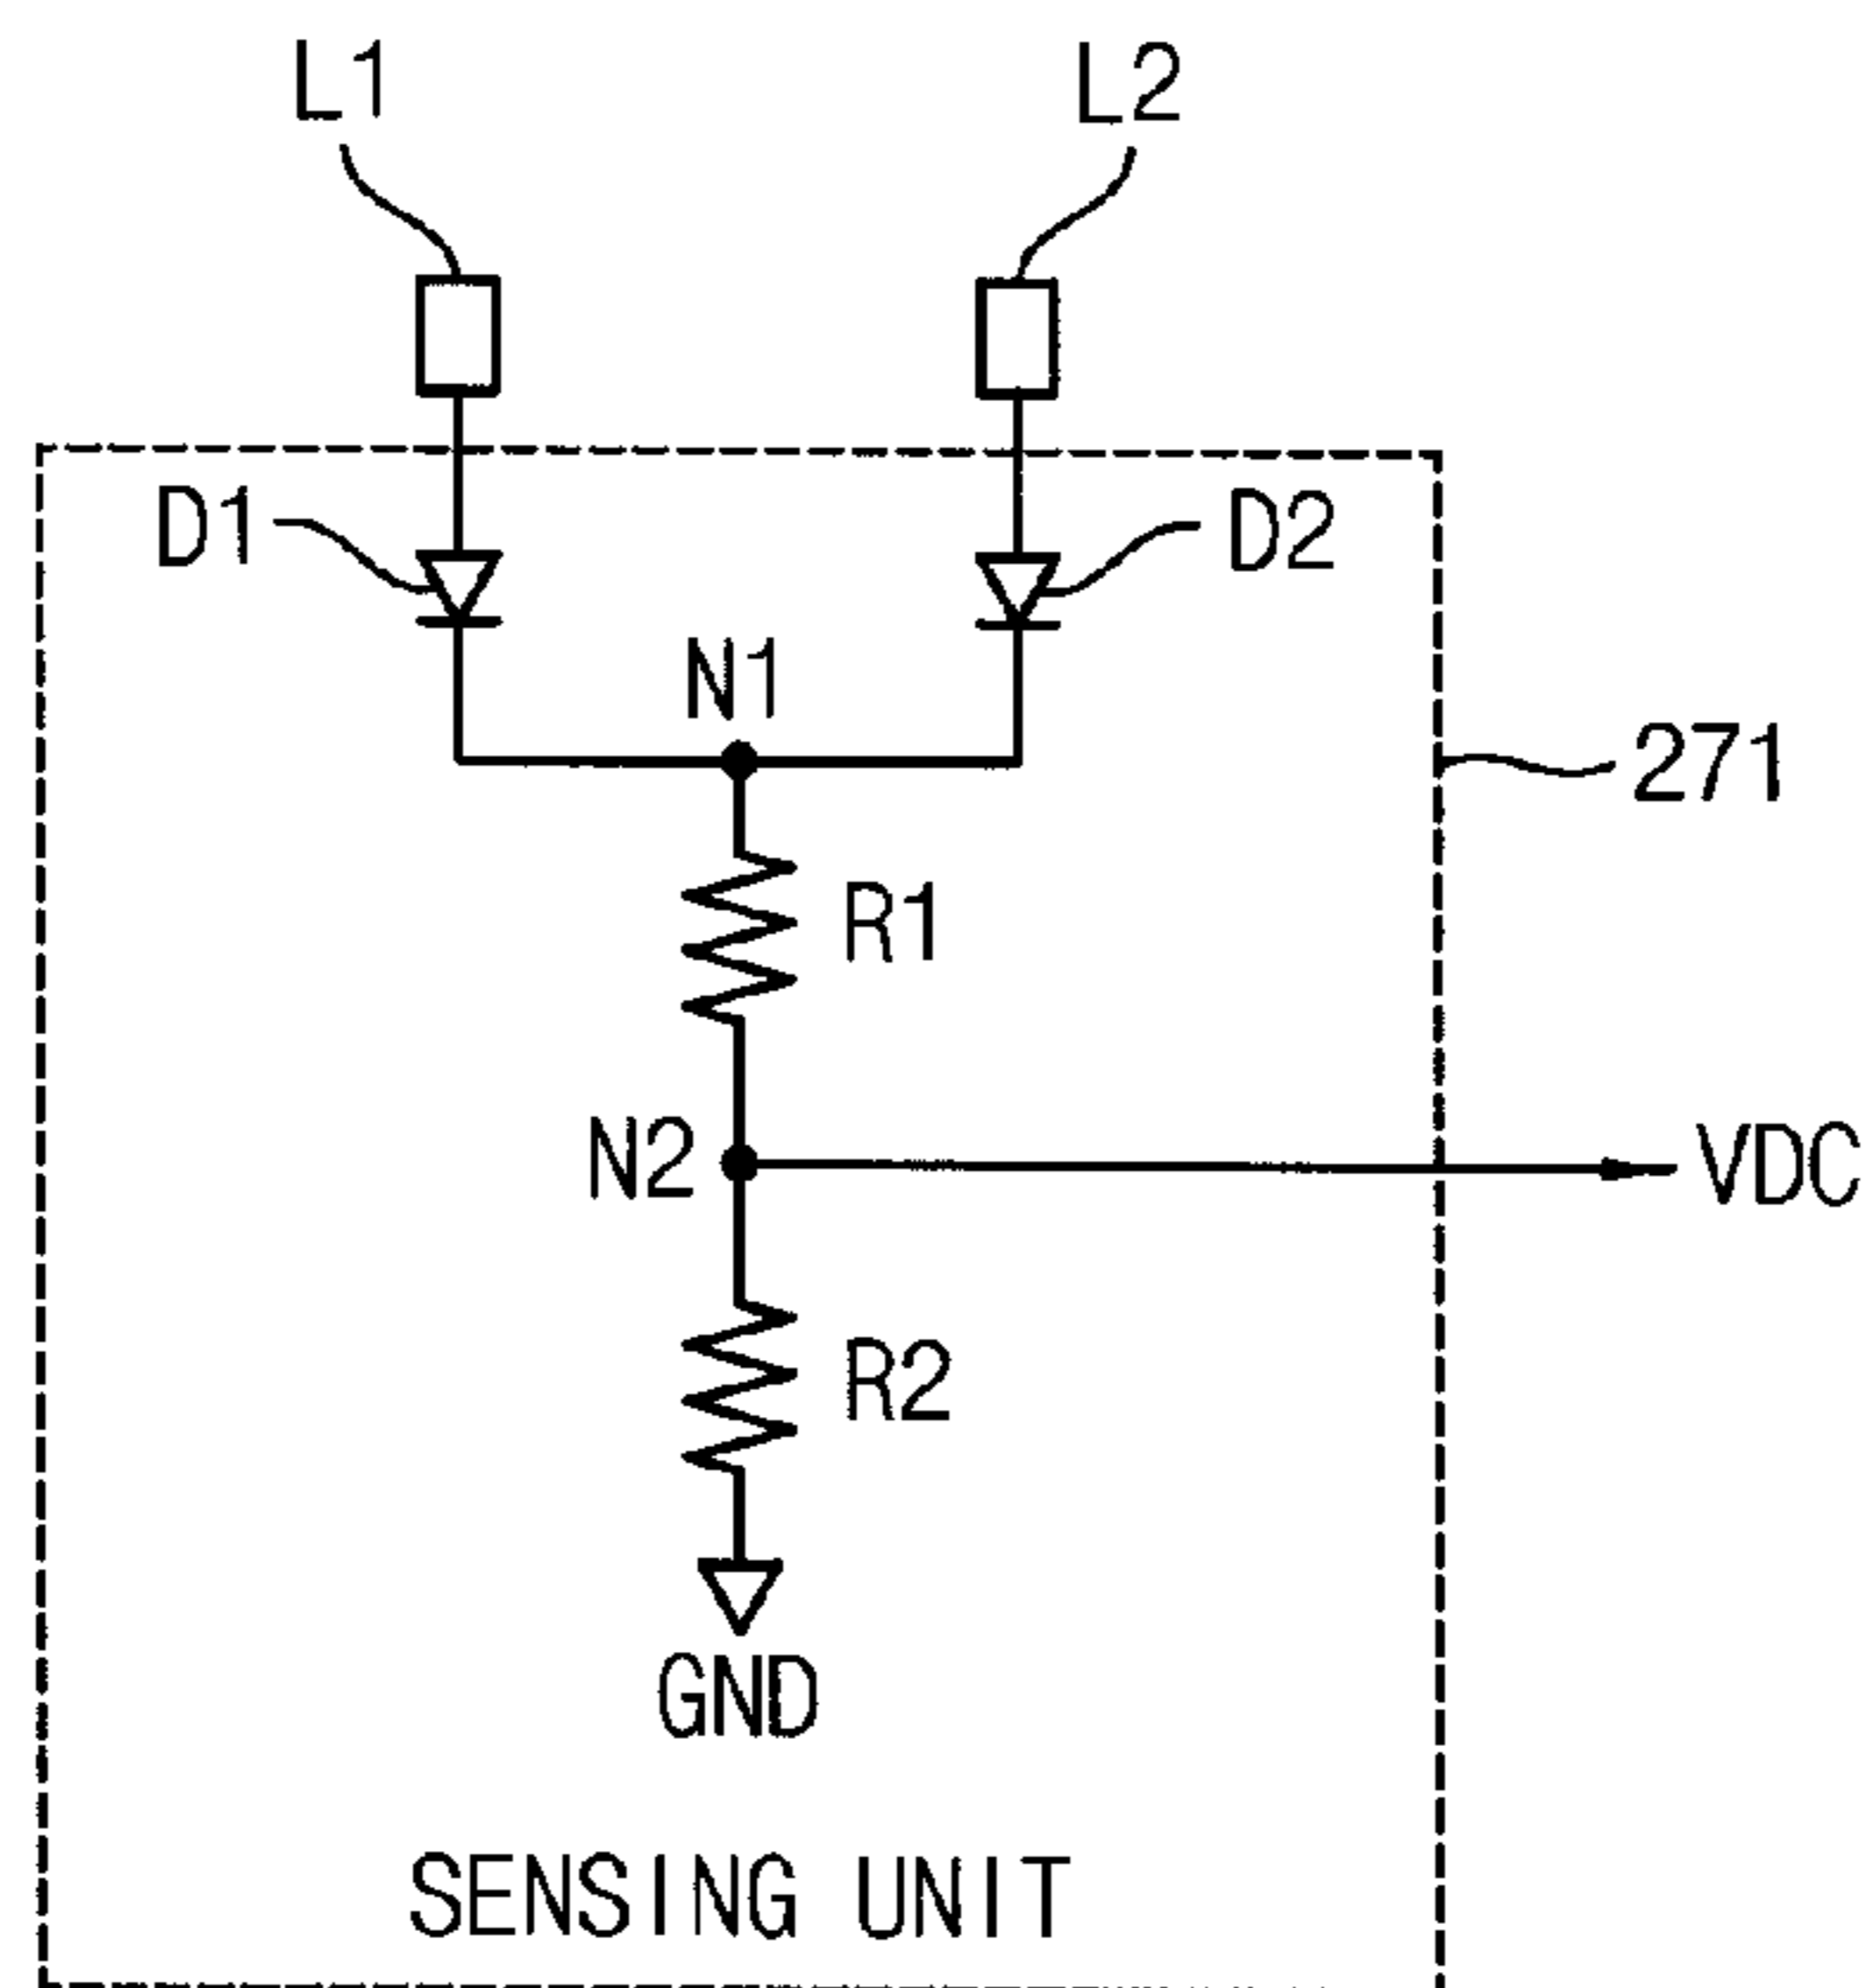 L1
L2
D1
D2
N1
271
R1
N2
VDC
R2
GND
SENSING UNIT